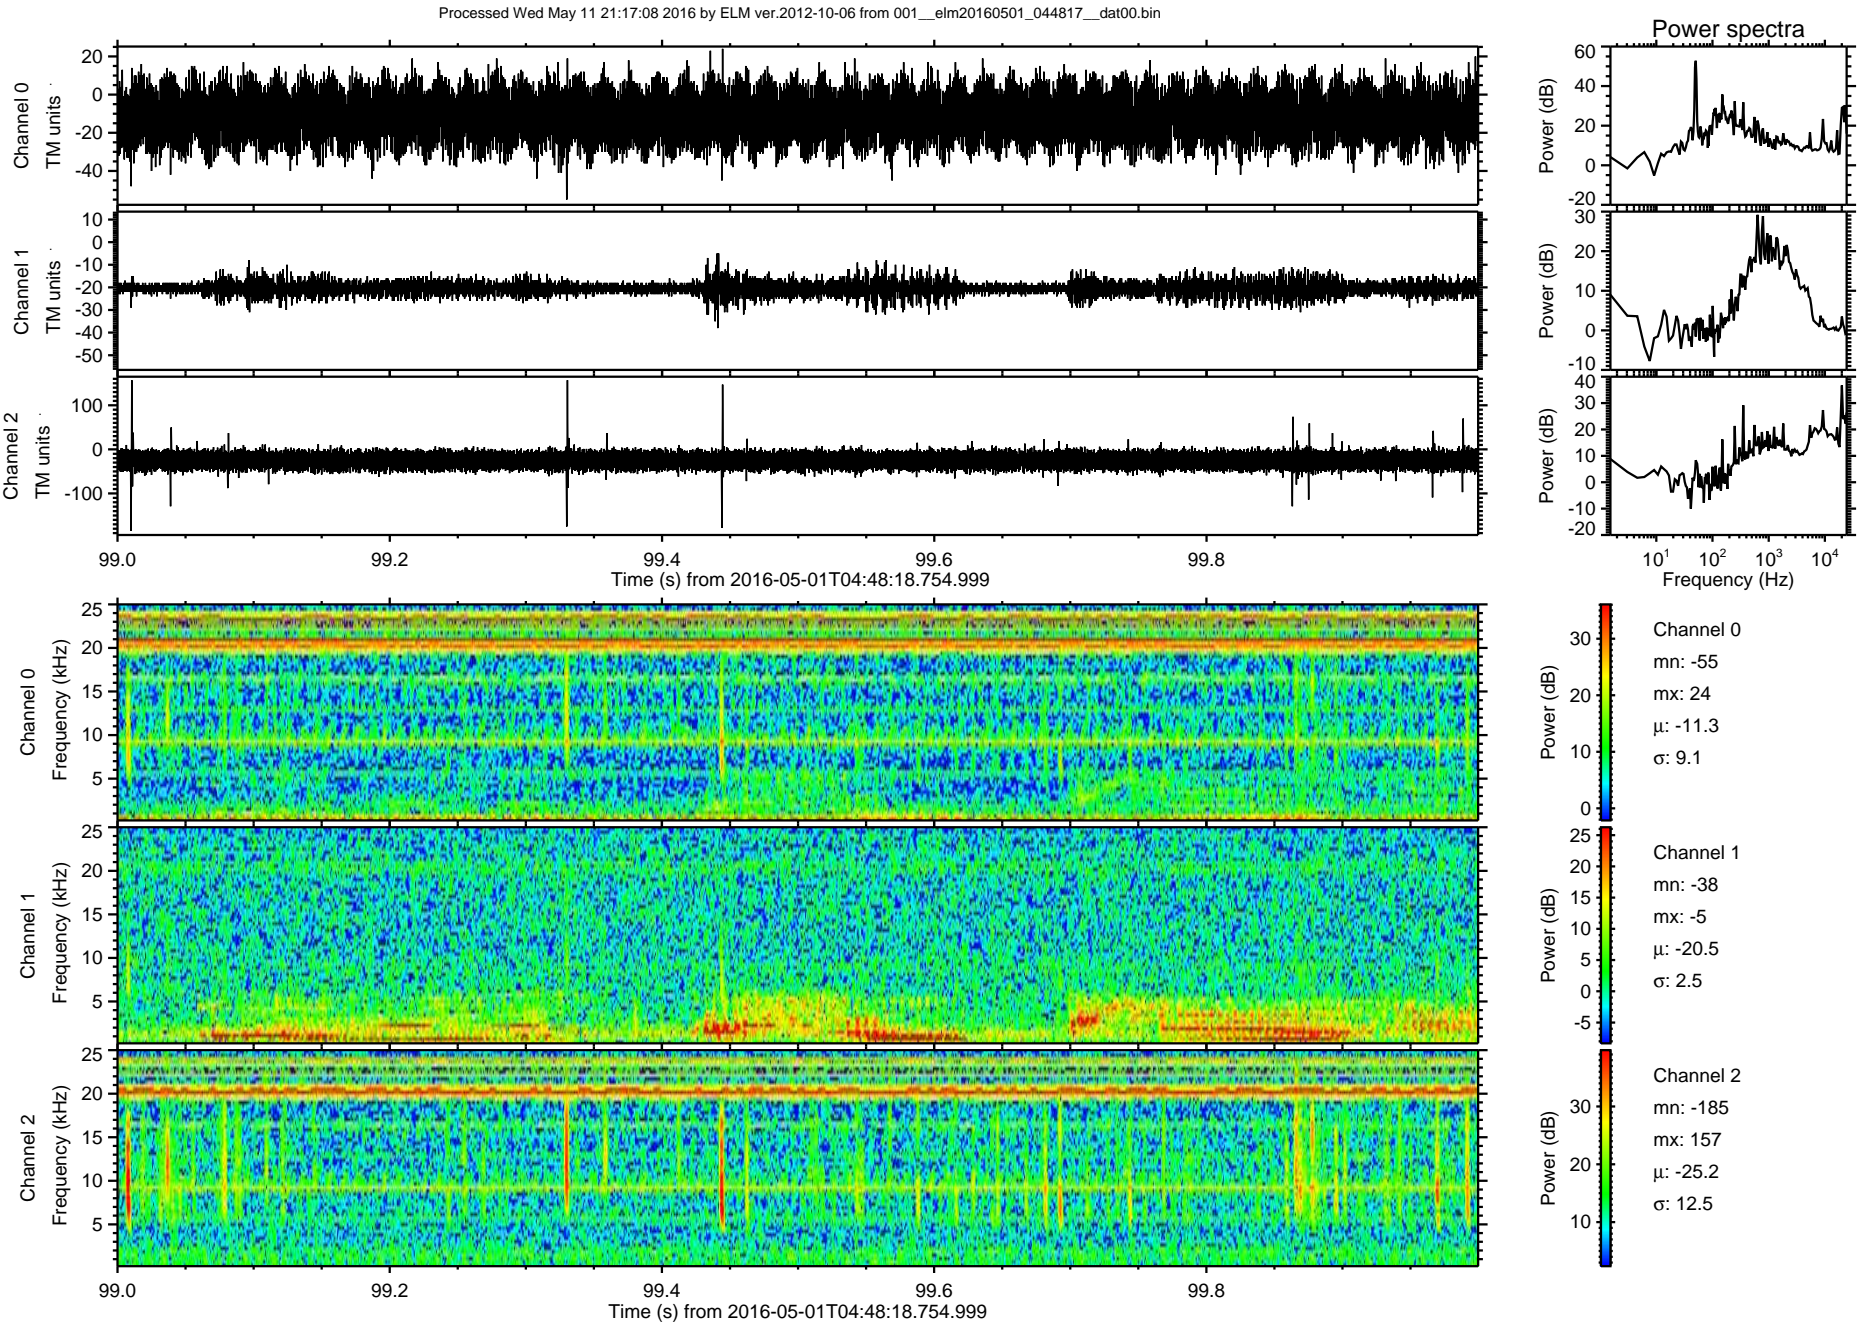 Processed Wed May 11 21:17:08 2016 by ELM ver.2012-10-06 from 001__elm20160501_044817__dat00.bin
Power spectra
Channel 0
TM units
20
0
-20
-40
Power (dB)
60
40
20
0
-20
Channel 1
TM units
10
0
-10
-20
-30
-40
-50
Power (dB)
30
20
10
0
-10
Channel 2
TM units
100
0
-100
Power (dB)
40
30
20
10
0
-10
-20
99.0 99.2 99.4 99.6 99.8
Time (s) from 2016-05-01T04:48:18.754.999
10¹ 10² 10³ 10⁴
Frequency (Hz)
Channel 0
Frequency (kHz)
25
20
15
10
5
Power (dB)
30
20
10
0
Channel 0
mn: -55
mx: 24
μ: -11.3
σ: 9.1
Channel 1
Frequency (kHz)
25
20
15
10
5
Power (dB)
25
20
15
10
5
0
-5
Channel 1
mn: -38
mx: -5
μ: -20.5
σ: 2.5
Channel 2
Frequency (kHz)
25
20
15
10
5
Power (dB)
30
20
10
Channel 2
mn: -185
mx: 157
μ: -25.2
σ: 12.5
99.0 99.2 99.4 99.6 99.8
Time (s) from 2016-05-01T04:48:18.754.999